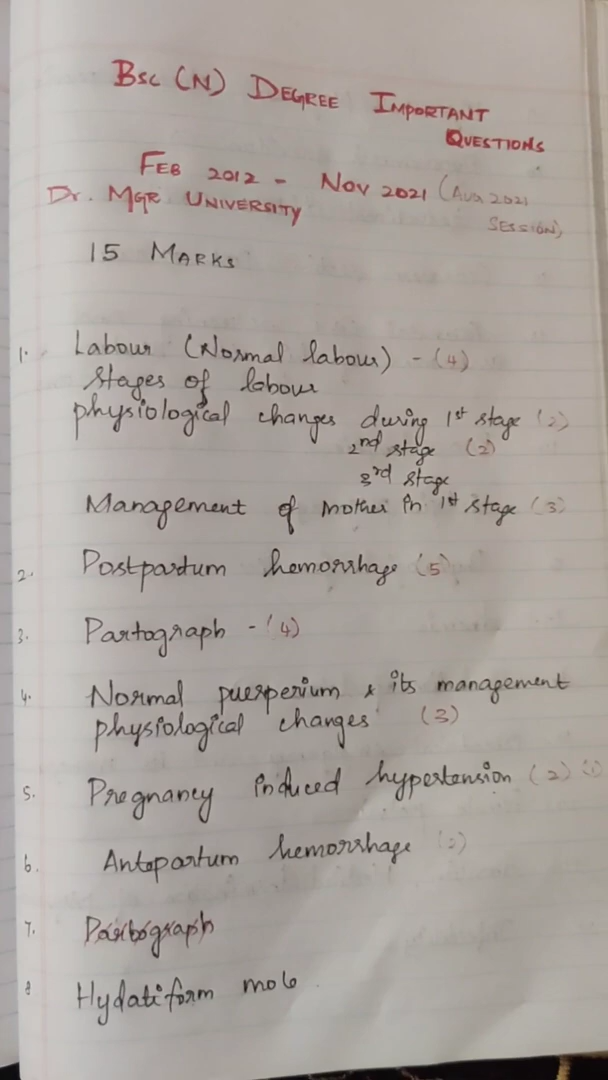 BSC (N) DEGREE IMPORTANT
QUESTIONS
FEB 2012 - NOV 2021 (AUG 2021
SESSION)
Dr. MGR UNIVERSITY
15 MARKS
1. Labour (Normal labour) - (4)
Stages of labour
physiological changes during 1st stage (2)
2nd stage (2)
3rd stage
Management of mother in 1st stage (3)
2. Postpartum hemorrhage (5)
3. Partograph - (4)
4. Normal puerperium & its management
physiological changes (3)
5. Pregnancy induced hypertension (2)
6. Antepartum hemorrhage (2)
7. Partograph
8 Hydatiform mole